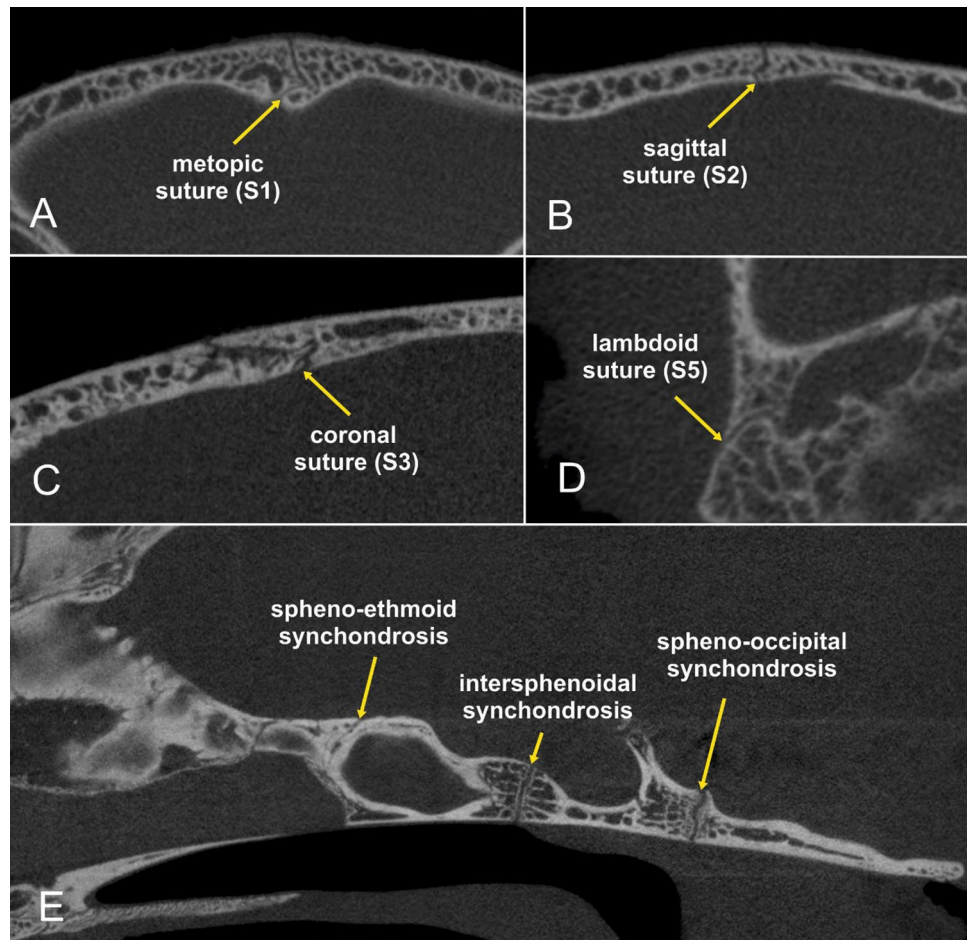 metopic
suture (S1)
A
sagittal
suture (S2)
B
coronal
suture (S3)
C
lambdoid
suture (S5)
D
spheno-ethmoid
synchondrosis
intersphenoidal
synchondrosis
spheno-occipital
synchondrosis
E